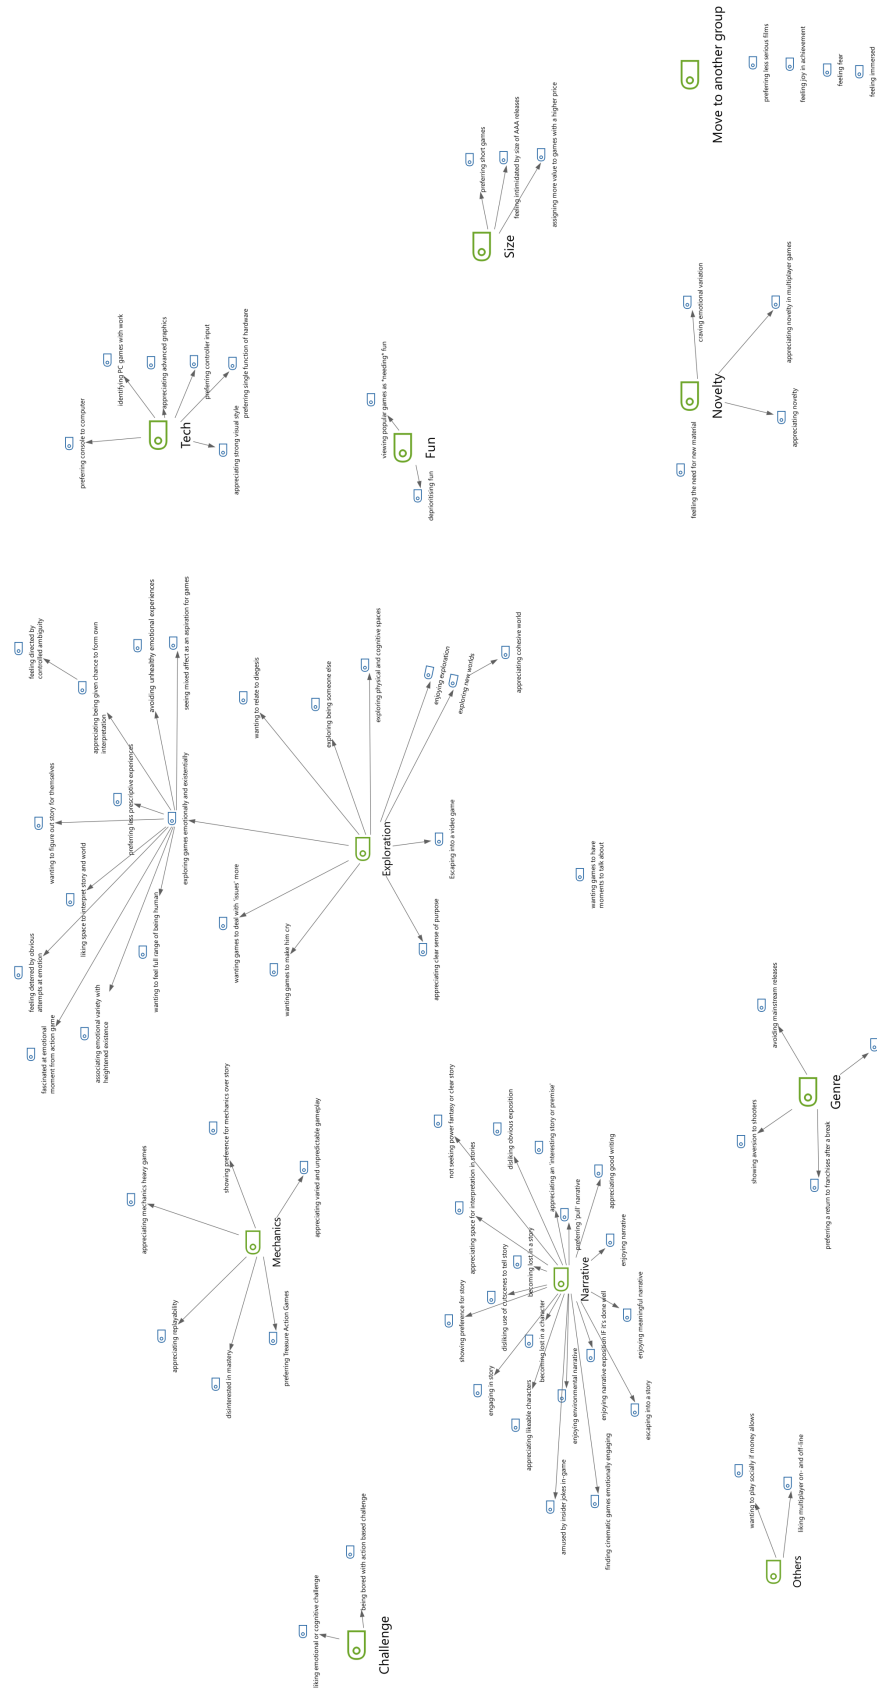 liking emotional or cognitive challenge
being bored with action based challenge
Challenge
appreciating replayability
appreciating mechanics heavy games
disinterested in mastery
showing preference for mechanics over story
Mechanics
preferring Treasure Action Games
appreciating varied and unpredictable gameplay
fascinated at emotional
moment from action game
feeling deterred by obvious
attempts at emotion
associating emotional variety with
heightened existence
liking space to interpret story and world
wanting to feel full range of being human
wanting to figure out story for themselves
preferring less prescriptive experiences
exploring games emotionally and existentially
appreciating being given chance to form own
interpretation
feeling directed by
controlled ambiguity
avoiding unhealthy emotional experiences
seeing mixed affect as an aspiration for games
wanting games to deal with 'issues' more
wanting games to make him cry
Exploration
wanting to relate to diegesis
exploring being someone else
exploring physical and cognitive spaces
enjoying exploration
exploring new worlds
appreciating cohesive world
Escaping into a video game
appreciating clear sense of purpose
preferring console to computer
identifying PC games with work
appreciating advanced graphics
Tech
preferring controller input
appreciating strong visual style
preferring single function of hardware
viewing popular games as "needing" fun
Fun
deprioritising fun
preferring short games
feeling intimidated by size of AAA releases
Size
assigning more value to games with a higher price
showing preference for story
not seeking power fantasy or clear story
appreciating space for interpretation in stories
engaging in story
disliking use of cutscenes to tell story
disliking obvious exposition
appreciating likeable characters
becoming lost in a character
becoming lost in a story
appreciating an 'interesting story or premise'
amused by insider jokes in-game
enjoying environmental narrative
preferring 'pull' narrative
Narrative
finding cinematic games emotionally engaging
enjoying narrative exposition IF it's done well
appreciating good writing
enjoying narrative
enjoying meaningful narrative
escaping into a story
wanting games to have
moments to talk about
wanting to play socially if money allows
liking multiplayer on- and off-line
Others
showing aversion to shooters
avoiding mainstream releases
preferring a return to franchises after a break
Genre
feelling the need for new material
craving emotional variation
Novelty
appreciating novelty
appreciating novelty in multiplayer games
Move to another group
preferring less serious films
feeling joy in achievement
feeling fear
feeling immersed